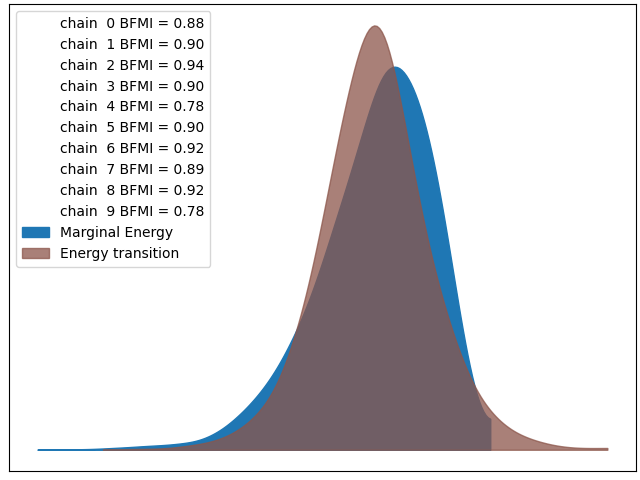 chain  0 BFMI = 0.88
chain  1 BFMI = 0.90
chain  2 BFMI = 0.94
chain  3 BFMI = 0.90
chain  4 BFMI = 0.78
chain  5 BFMI = 0.90
chain  6 BFMI = 0.92
chain  7 BFMI = 0.89
chain  8 BFMI = 0.92
chain  9 BFMI = 0.78
Marginal Energy
Energy transition